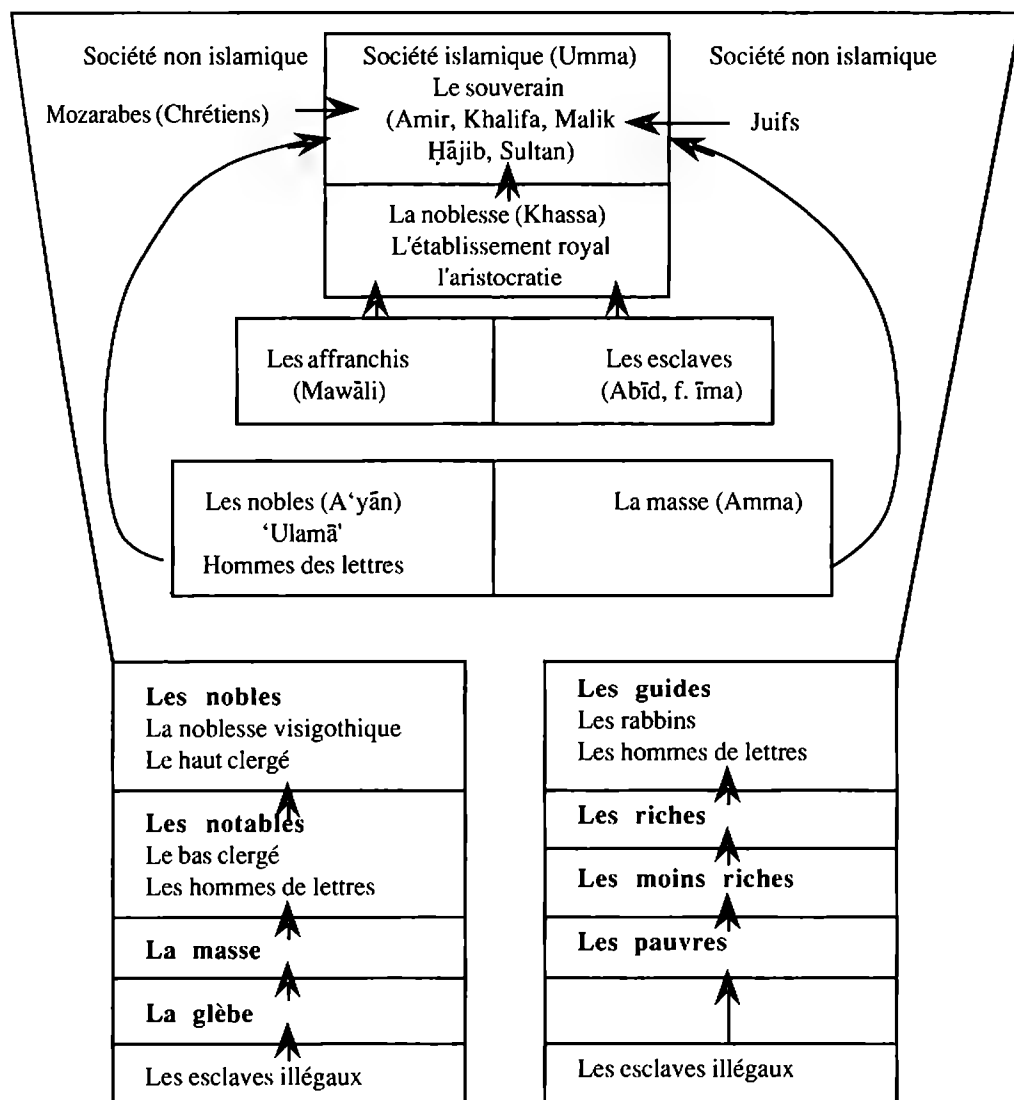 Société non islamique
Société islamique (Umma)
Société non islamique
Le souverain
Mozarabes (Chrétiens)
(Amir, Khalifa, Malik
Juifs
Ḥājib, Sultan)
La noblesse (Khassa)
L'établissement royal
l'aristocratie
Les affranchis
(Mawāli)
Les esclaves
(Abīd, f. īma)
Les nobles (A‘yān)
‘Ulamā'
Hommes des lettres
La masse (Amma)
Les nobles
La noblesse visigothique
Le haut clergé
Les notables
Le bas clergé
Les hommes de lettres
La masse
La glèbe
Les esclaves illégaux
Les guides
Les rabbins
Les hommes de lettres
Les riches
Les moins riches
Les pauvres
Les esclaves illégaux